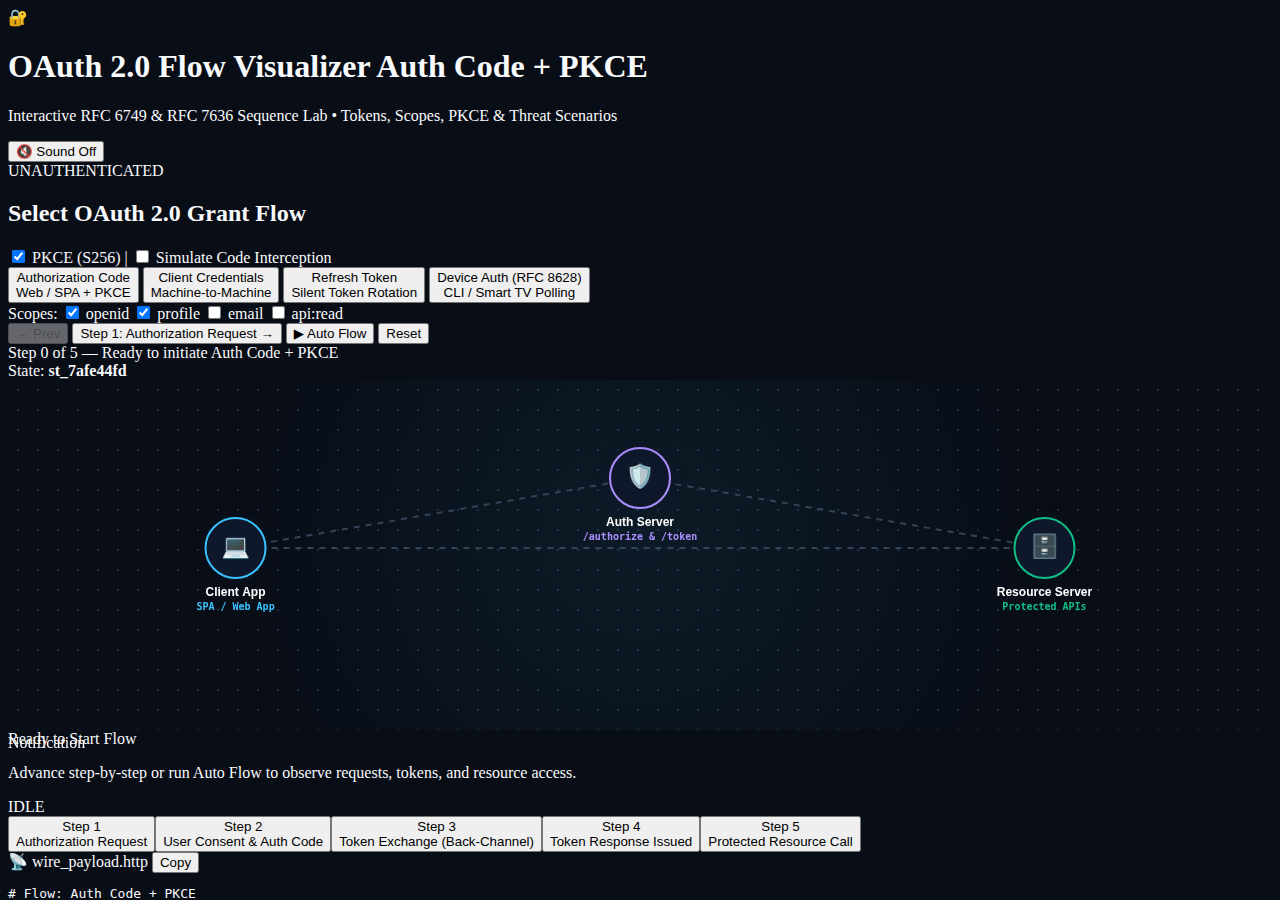 OAuth 2.0 Flow Visualizer Auth Code + PKCE
Interactive RFC 6749 & RFC 7636 Sequence Lab • Tokens, Scopes, PKCE & Threat Scenarios
🔇 Sound Off
UNAUTHENTICATED
Select OAuth 2.0 Grant Flow
PKCE (S256) | Simulate Code Interception
Authorization Code
Web / SPA + PKCE
Client Credentials
Machine-to-Machine
Refresh Token
Silent Token Rotation
Device Auth (RFC 8628)
CLI / Smart TV Polling
Scopes: openid profile email api:read
← Prev
Step 1: Authorization Request →
▶ Auto Flow
Reset
Step 0 of 5 — Ready to initiate Auth Code + PKCE
State: st_7afe44fd
Auth Server
/authorize & /token
Client App
SPA / Web App
Resource Server
Protected APIs
Ready to Start Flow
Notification
Advance step-by-step or run Auto Flow to observe requests, tokens, and resource access.
IDLE
Step 1
Authorization Request
Step 2
User Consent & Auth Code
Step 3
Token Exchange (Back-Channel)
Step 4
Token Response Issued
Step 5
Protected Resource Call
📡 wire_payload.http Copy
# Flow: Auth Code + PKCE